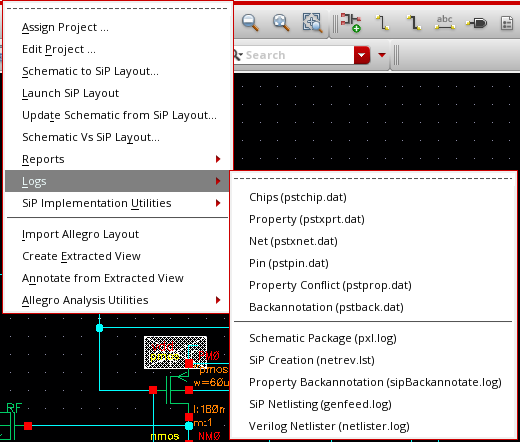 Assign Project ...
Edit Project ...
Schematic to SiP Layout...
Launch SiP Layout
Update Schematic from SiP Layout...
Schematic Vs SiP Layout...
Reports
Logs
SiP Implementation Utilities
Import Allegro Layout
Create Extracted View
Annotate from Extracted View
Allegro Analysis Utilities
abc
Search
Chips (pstchip.dat)
Property (pstxprt.dat)
Net (pstxnet.dat)
Pin (pstpin.dat)
Property Conflict (pstprop.dat)
Backannotation (pstback.dat)
Schematic Package (pxl.log)
SiP Creation (netrev.lst)
Property Backannotation (sipBackannotate.log)
SiP Netlisting (genfeed.log)
Verilog Netlister (netlister.log)
NM0
pmos
w=60u
l:180n
m:1
RF
nmos
NM0